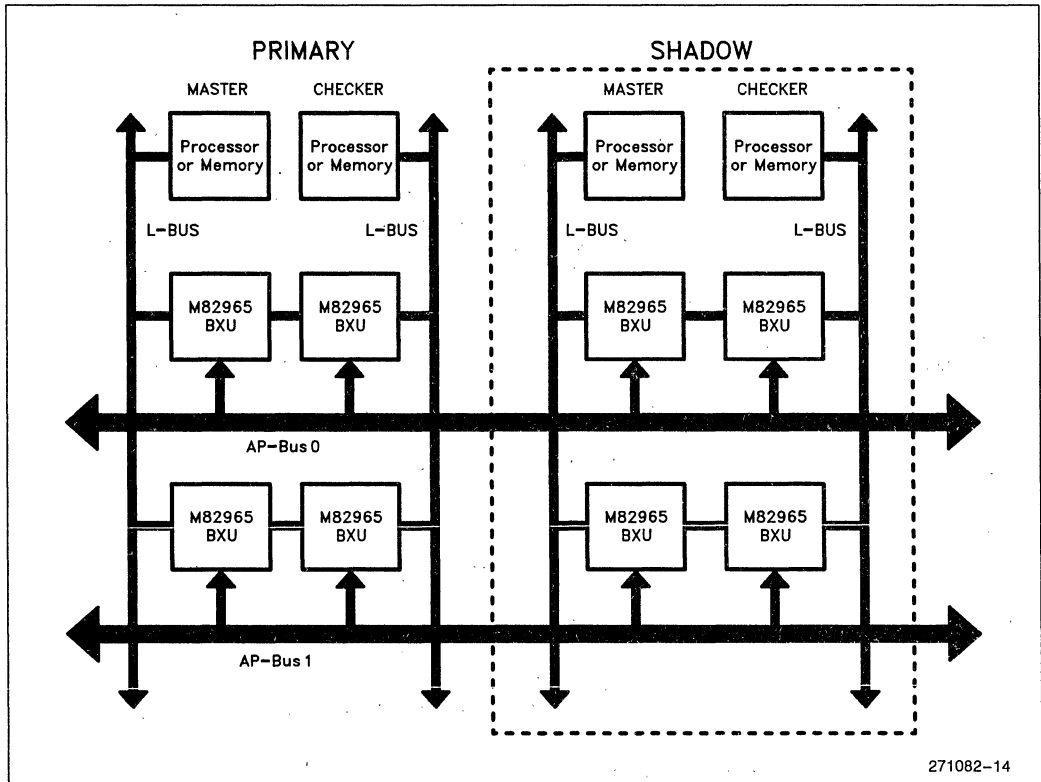 PRIMARY
SHADOW
MASTER
CHECKER
MASTER
CHECKER
Processor
or Memory
Processor
or Memory
Processor
or Memory
Processor
or Memory
L-BUS
L-BUS
L-BUS
L-BUS
M82965
BXU
M82965
BXU
M82965
BXU
M82965
BXU
AP-Bus 0
M82965
BXU
M82965
BXU
M82965
BXU
M82965
BXU
AP-Bus 1
271082-14